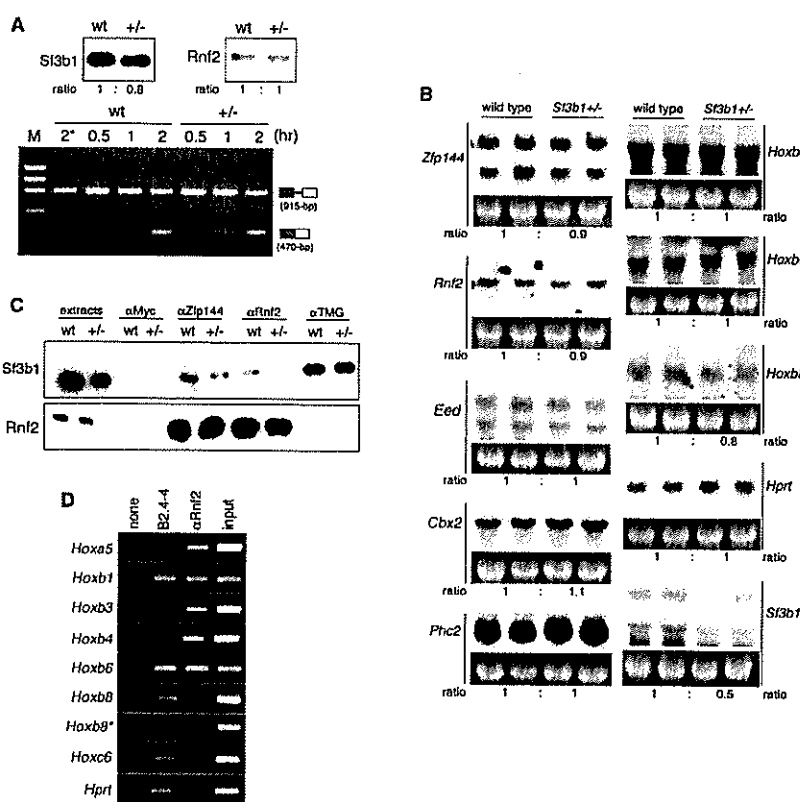 A
wt +/-
Sf3b1
ratio 1 : 0.8
wt +/-
Rnf2
ratio 1 : 1
wt +/-
M 2* 0.5 1 2 0.5 1 2 (hr)
(915-bp)
(470-bp)
C
extracts αMyc αZfp144 αRnf2 αTMG
wt +/- wt +/- wt +/- wt +/- wt +/-
Sf3b1
Rnf2
D
none B2.4-4 αRnf2 input
Hoxa5
Hoxb1
Hoxb3
Hoxb4
Hoxb6
Hoxb8
Hoxb8*
Hoxc6
Hprt
B
wild type Sf3b1+/-
Zfp144
ratio 1 : 0.9
Rnf2
ratio 1 : 0.9
Eed
ratio 1 : 1
Cbx2
ratio 1 : 1.1
Phc2
ratio 1 : 1
wild type Sf3b1+/-
Hoxb
1 : 1 ratio
Hoxb
1 : 1 ratio
Hoxb
1 : 0.8 ratio
Hprt
1 : 1 ratio
Sf3b1
1 : 0.5 ratio